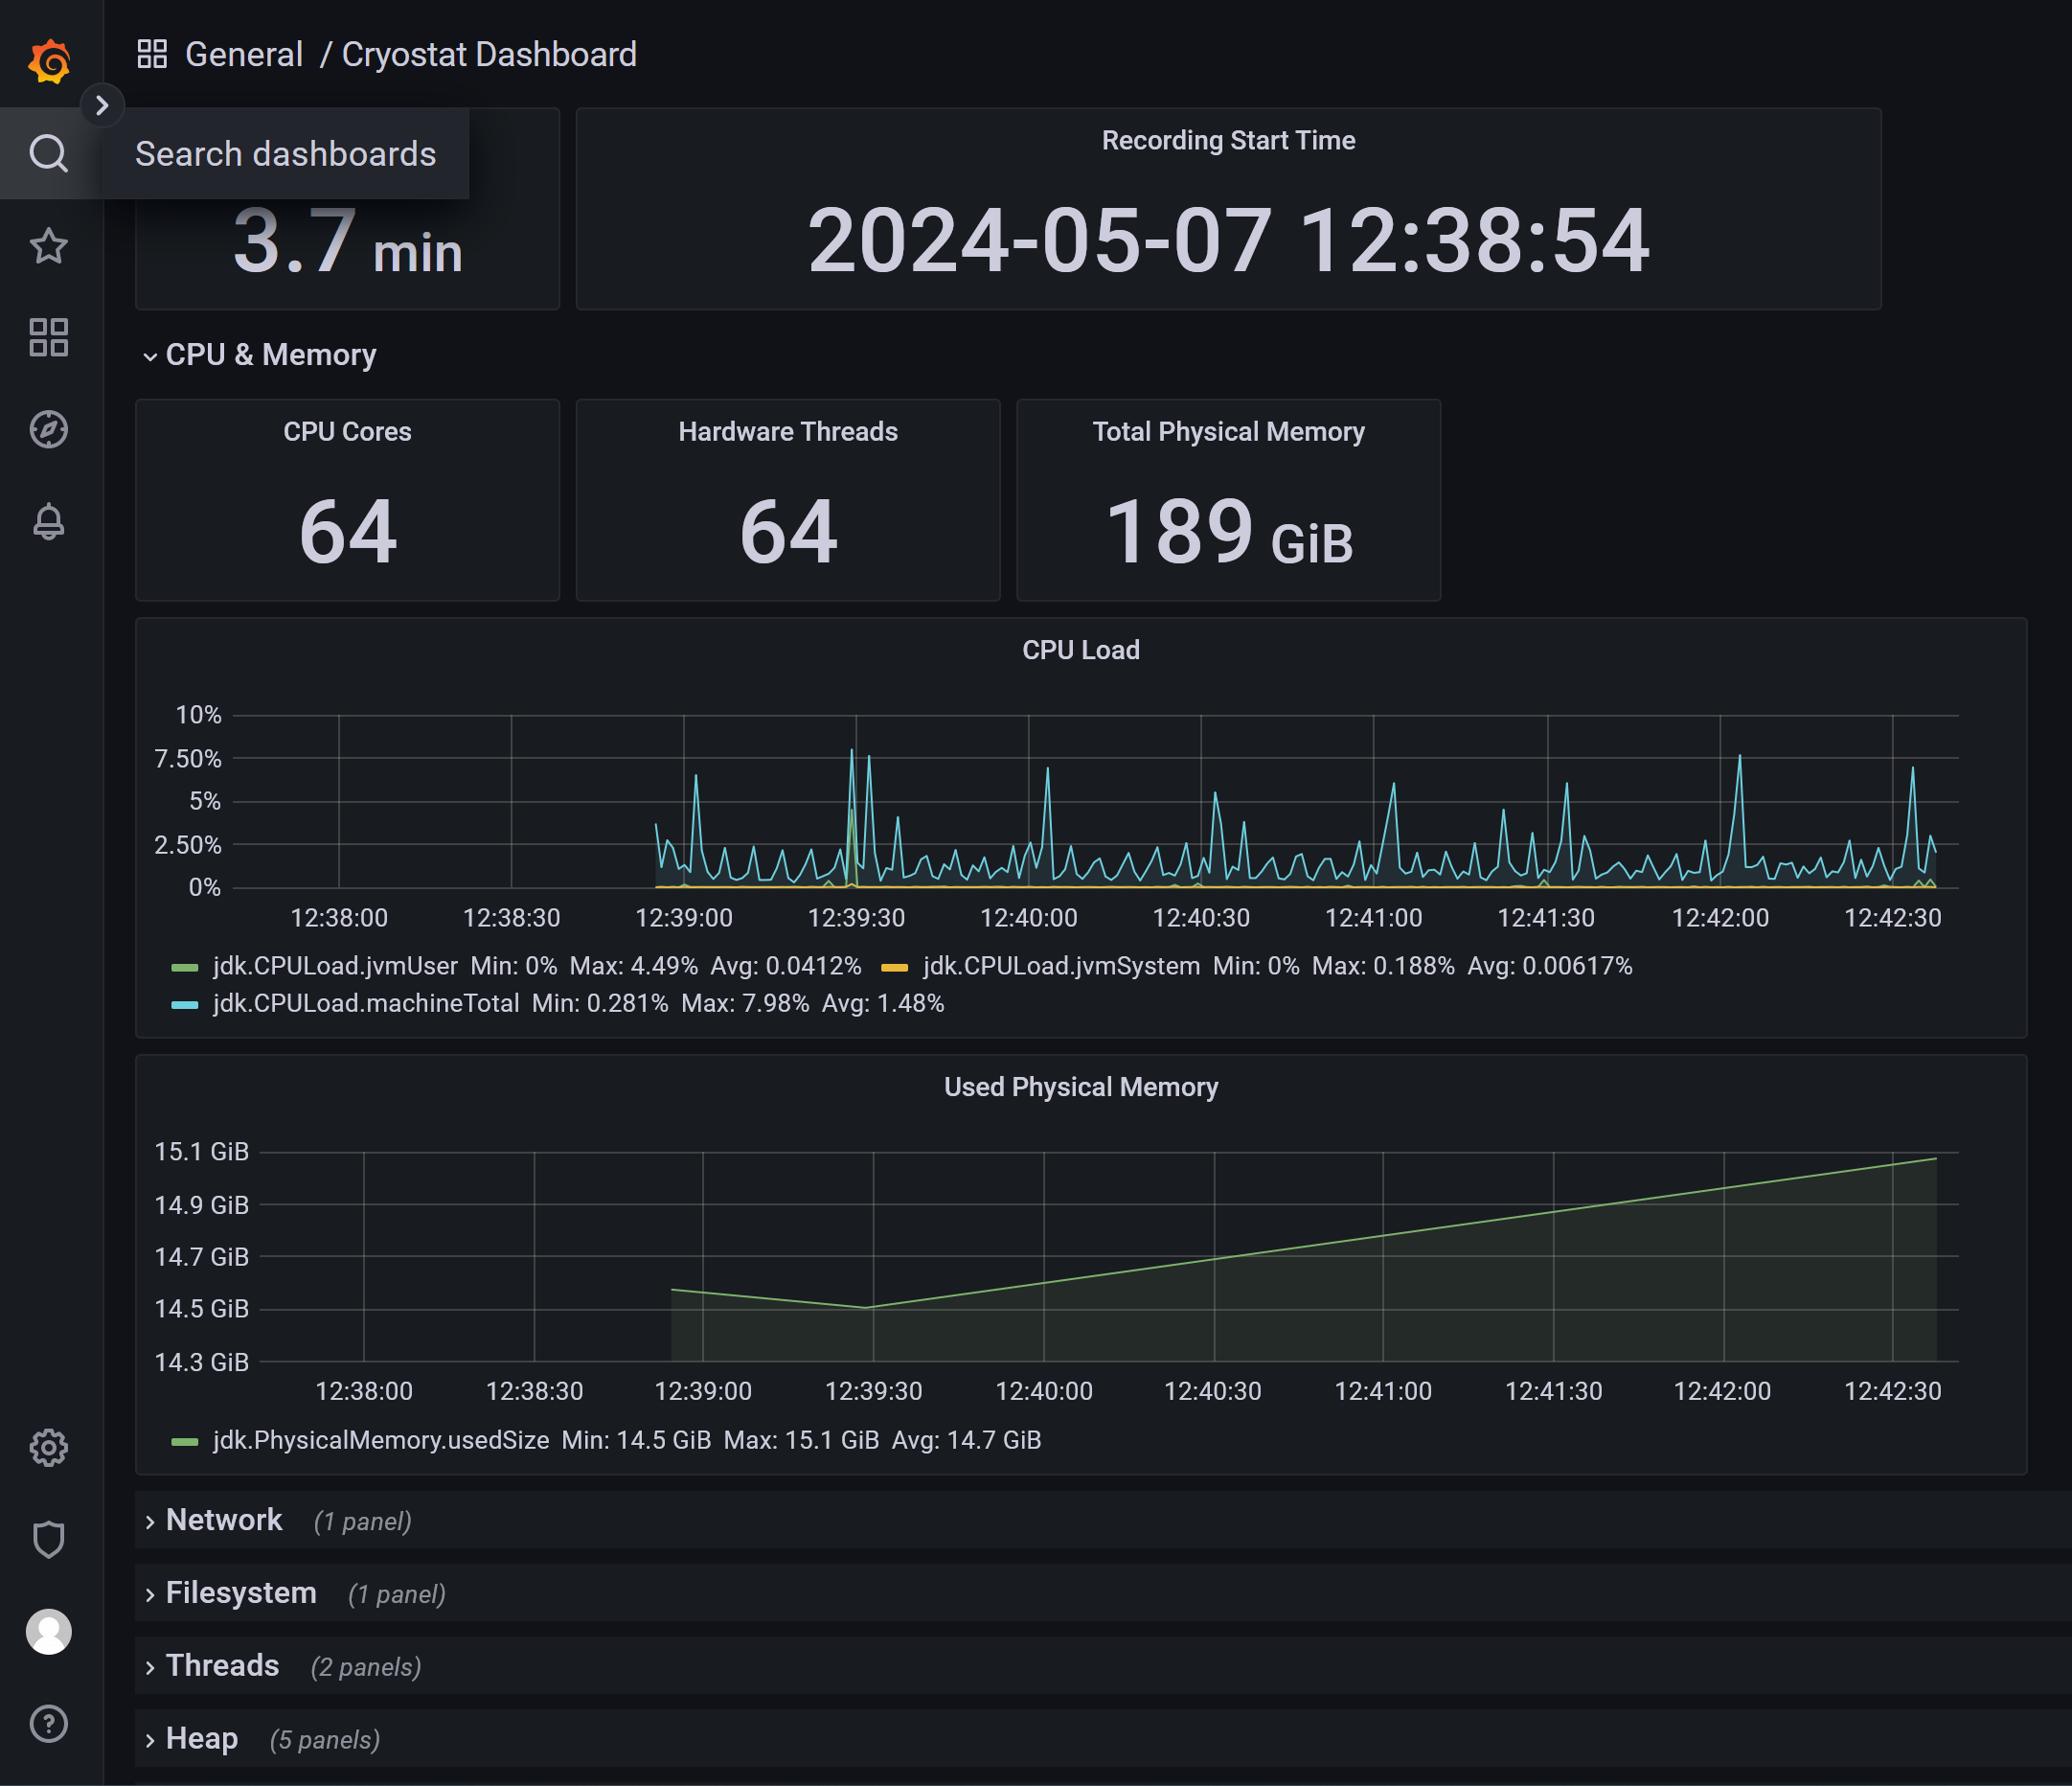 General / Cryostat Dashboard
Search dashboards
3.7 min
Recording Start Time
2024-05-07 12:38:54
CPU & Memory
CPU Cores
64
Hardware Threads
64
Total Physical Memory
189 GiB
CPU Load
10%
7.50%
5%
2.50%
0%
12:38:00 12:38:30 12:39:00 12:39:30 12:40:00 12:40:30 12:41:00 12:41:30 12:42:00 12:42:30
jdk.CPULoad.jvmUser Min: 0% Max: 4.49% Avg: 0.0412% jdk.CPULoad.jvmSystem Min: 0% Max: 0.188% Avg: 0.00617%
jdk.CPULoad.machineTotal Min: 0.281% Max: 7.98% Avg: 1.48%
Used Physical Memory
15.1 GiB
14.9 GiB
14.7 GiB
14.5 GiB
14.3 GiB
12:38:00 12:38:30 12:39:00 12:39:30 12:40:00 12:40:30 12:41:00 12:41:30 12:42:00 12:42:30
jdk.PhysicalMemory.usedSize Min: 14.5 GiB Max: 15.1 GiB Avg: 14.7 GiB
Network (1 panel)
Filesystem (1 panel)
Threads (2 panels)
Heap (5 panels)